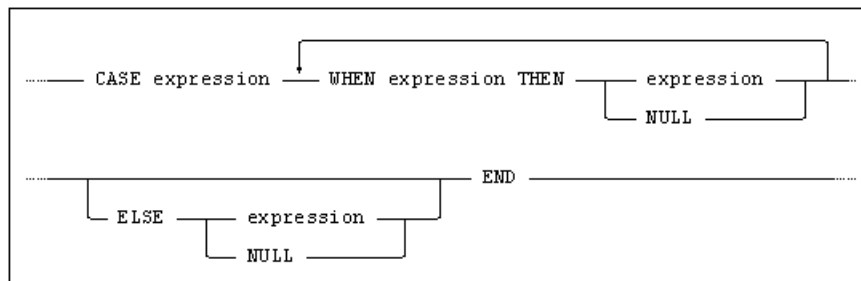 CASE expression WHEN expression THEN expression
NULL
END
ELSE expression
NULL